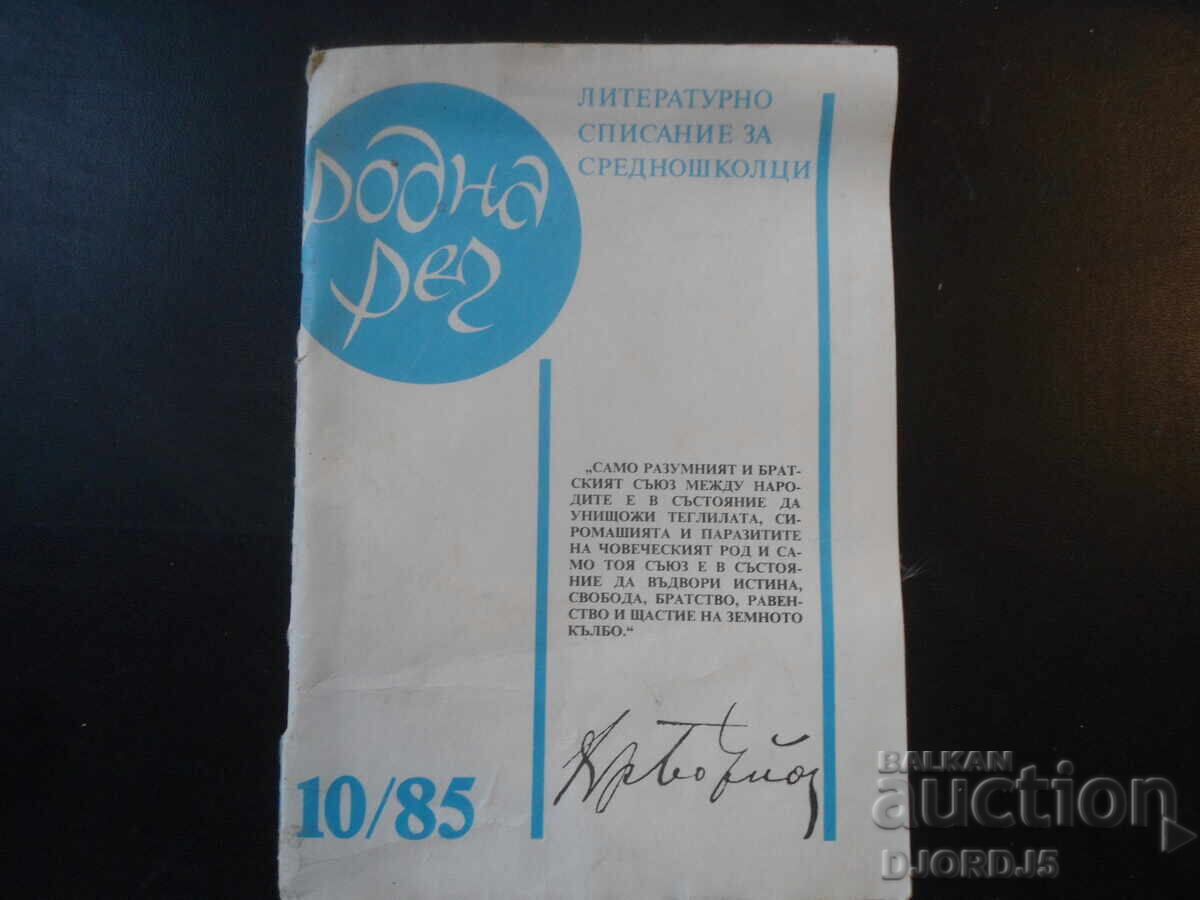 родна
реч
ЛИТЕРАТУРНО
СПИСАНИЕ ЗА
СРЕДНОШКОЛЦИ
„САМО РАЗУМНИЯТ И БРАТ-
СКИЯТ СЪЮЗ МЕЖДУ НАРО-
ДИТЕ Е В СЪСТОЯНИЕ ДА
УНИЩОЖИ ТЕГЛИЛАТА, СИ-
РОМАШИЯТА И ПАРАЗИТИТЕ
НА ЧОВЕЧЕСКИЯТ РОД И СА-
МО ТОЯ СЪЮЗ Е В СЪСТОЯ-
НИЕ ДА ВЪДВОРИ ИСТИНА,
СВОБОДА, БРАТСТВО, РАВЕН-
СТВО И ЩАСТИЕ НА ЗЕМНОТО
КЪЛБО.“
10/85
BALKAN
auction
DJORDJ5